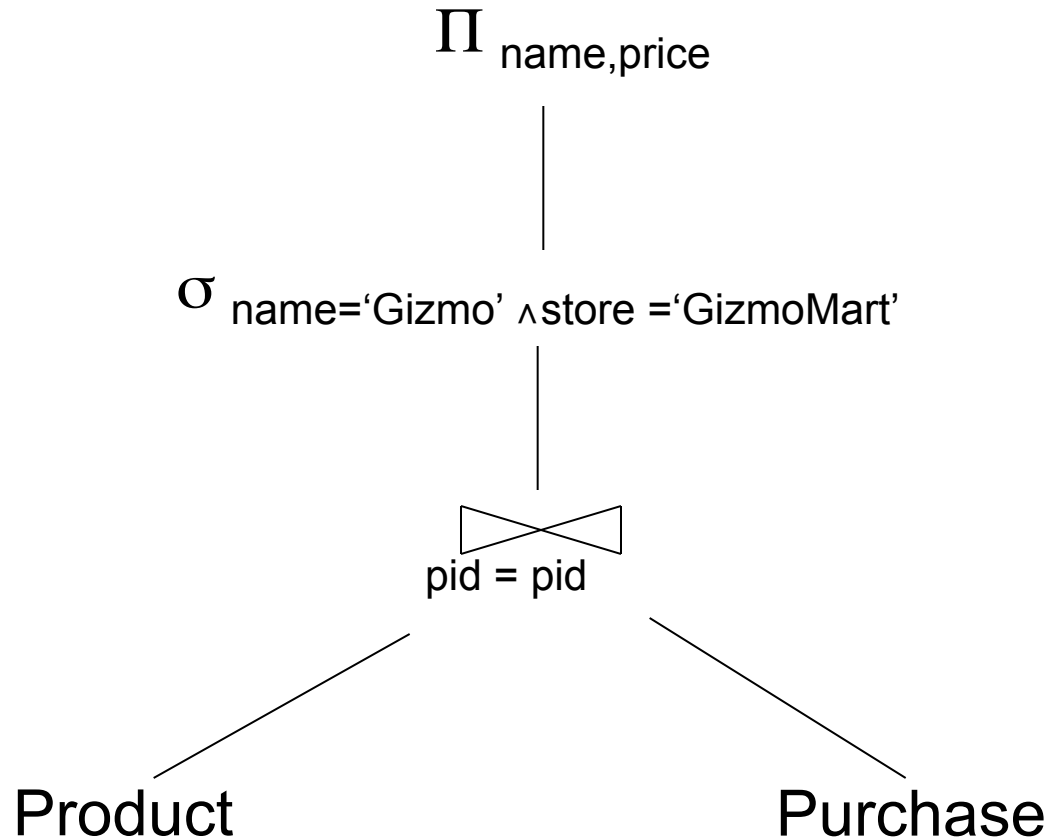 Π name,price
σ name=‘Gizmo’ ∧store =‘GizmoMart’
pid = pid
Product Purchase